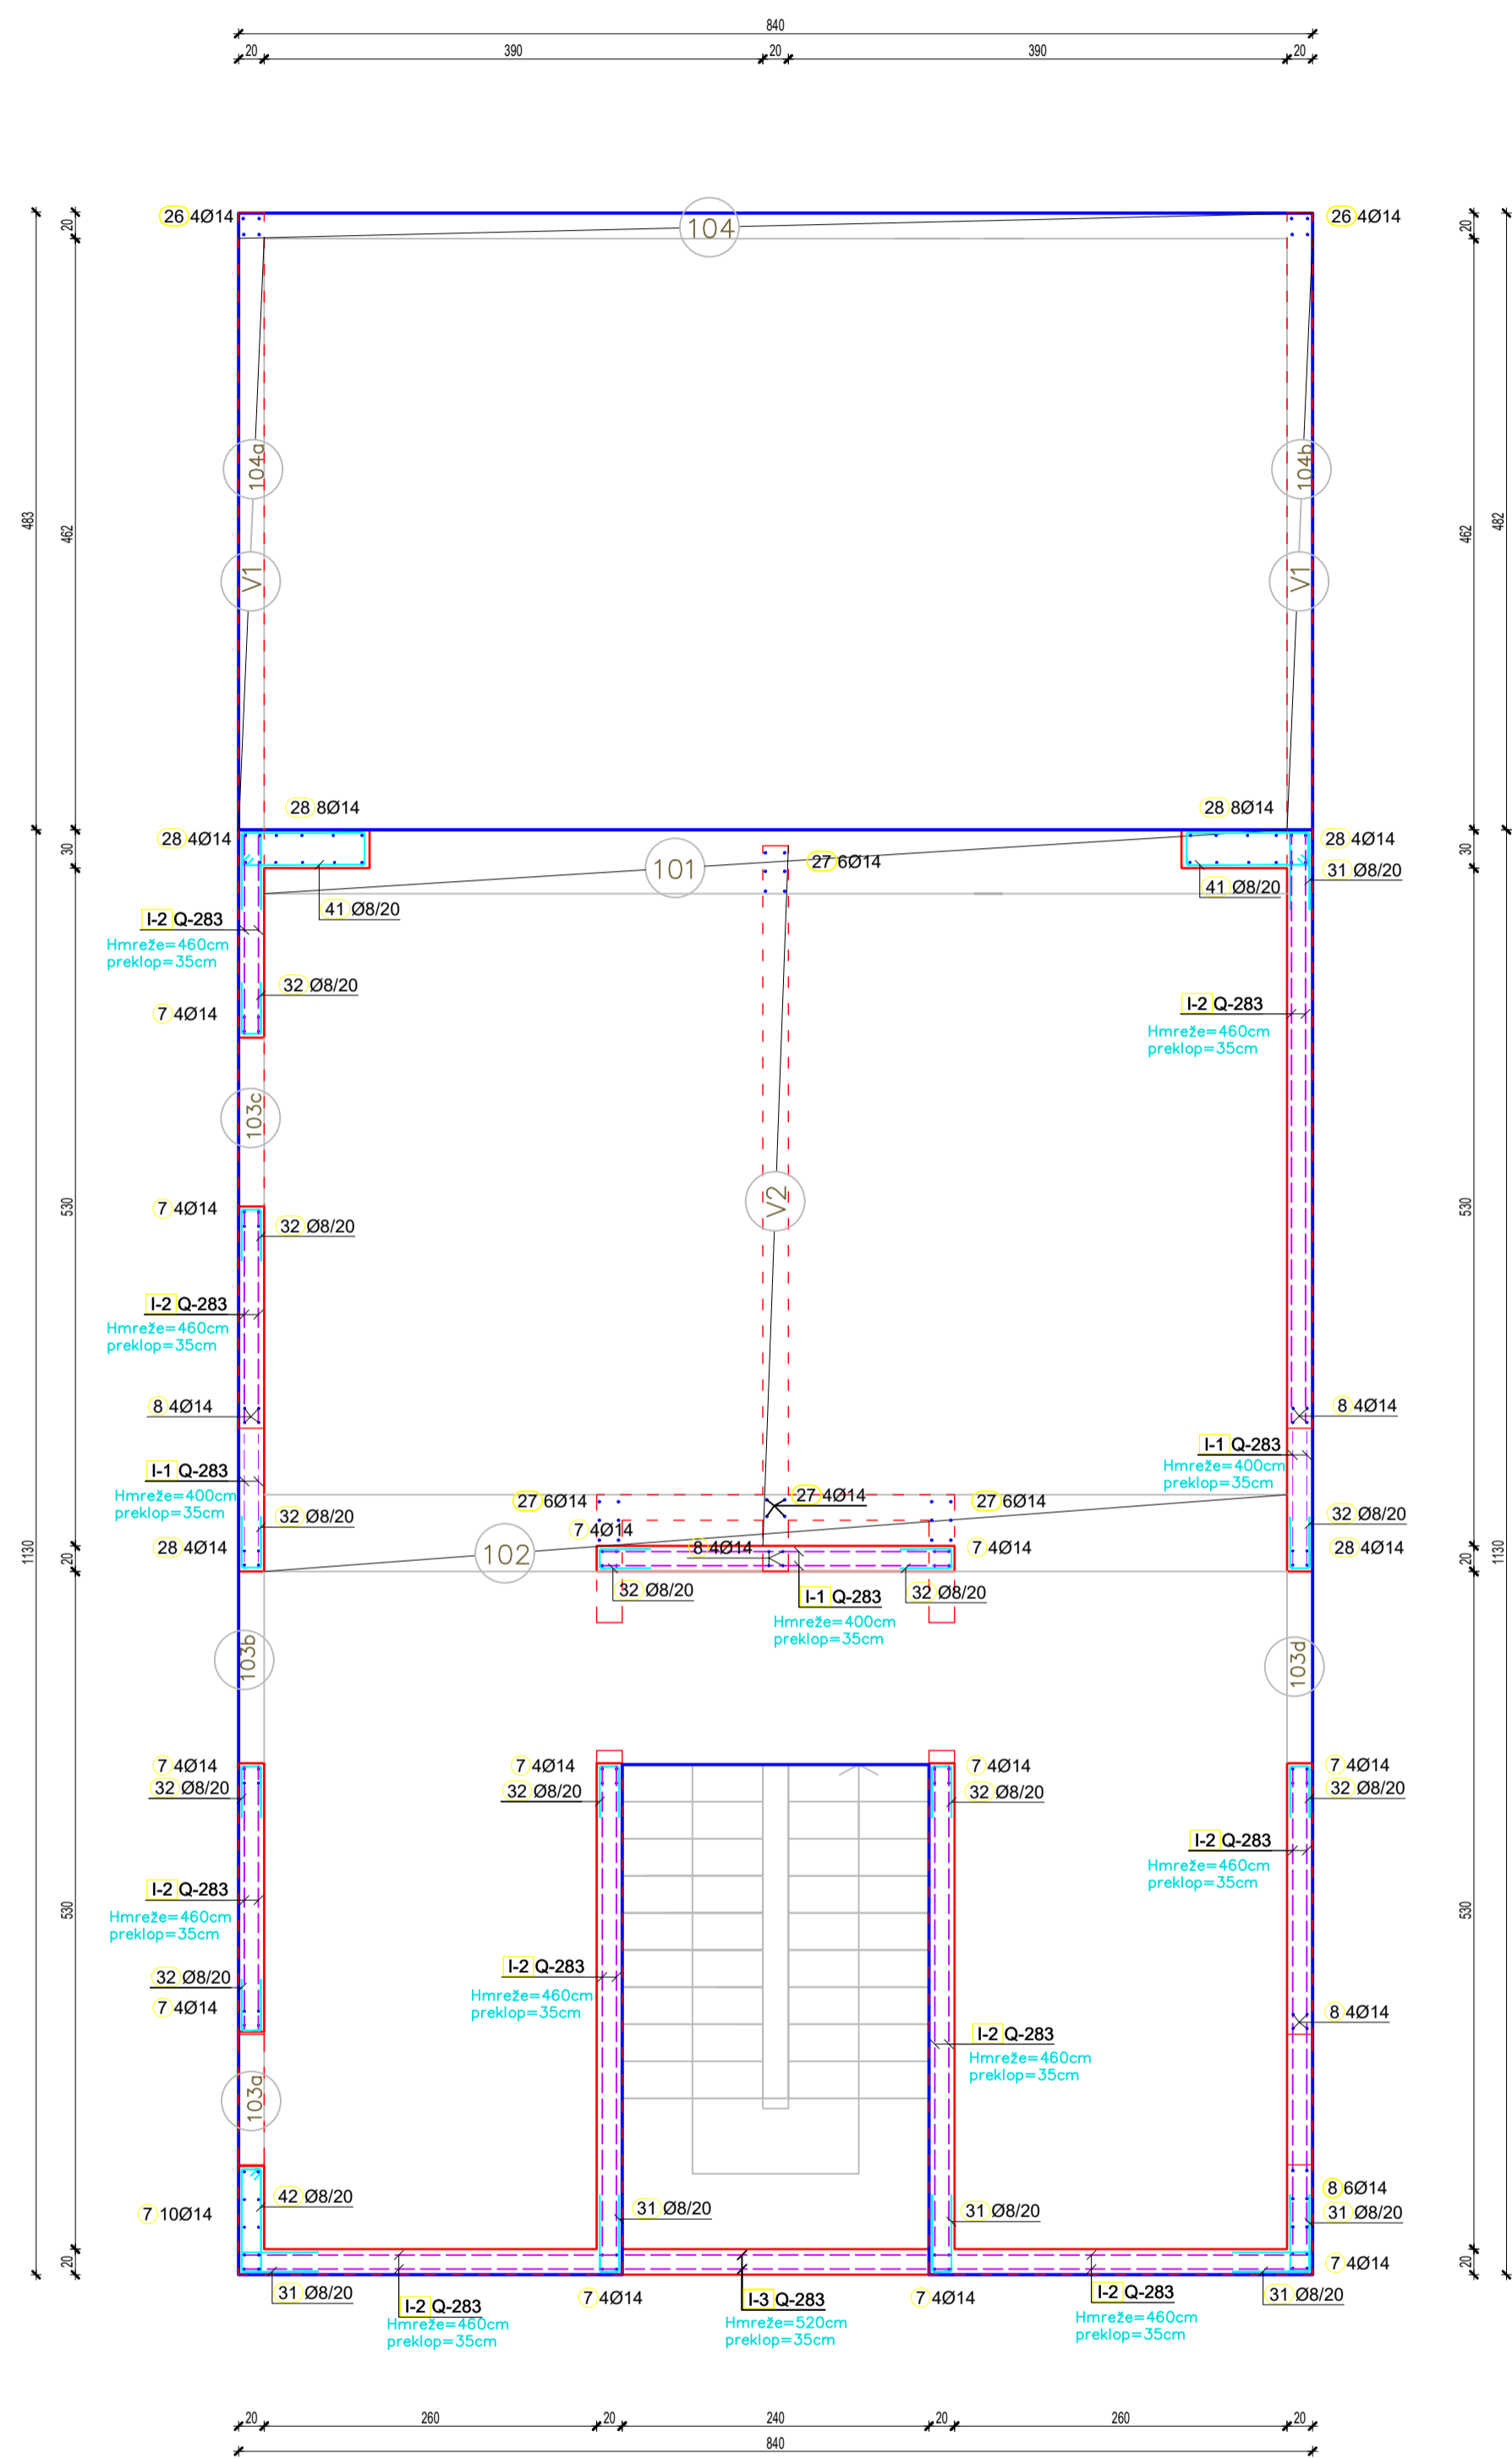 840
20 390 20 390 20
26 4Ø14
26 4Ø14
104
20
20
104a
104b
483
462
462
482
V1
V1
28 8Ø14
28 8Ø14
28 4Ø14
28 4Ø14
30
30
101
27 6Ø14
31 Ø8/20
41 Ø8/20
41 Ø8/20
I-2 Q-283
Hmreže=460cm
preklop=35cm
32 Ø8/20
7 4Ø14
I-2 Q-283
Hmreže=460cm
preklop=35cm
103c
7 4Ø14
32 Ø8/20
530
530
V2
I-2 Q-283
Hmreže=460cm
preklop=35cm
8 4Ø14
8 4Ø14
I-1 Q-283
Hmreže=400cm
preklop=35cm
I-1 Q-283
Hmreže=400cm
preklop=35cm
32 Ø8/20
28 4Ø14
27 6Ø14
27 4Ø14
27 6Ø14
7 4Ø14
8 4Ø14
7 4Ø14
32 Ø8/20
28 4Ø14
102
1130
20
20
1130
32 Ø8/20
I-1 Q-283
32 Ø8/20
Hmreže=400cm
preklop=35cm
103b
103d
7 4Ø14
32 Ø8/20
7 4Ø14
32 Ø8/20
7 4Ø14
32 Ø8/20
7 4Ø14
32 Ø8/20
I-2 Q-283
Hmreže=460cm
preklop=35cm
I-2 Q-283
Hmreže=460cm
preklop=35cm
530
530
32 Ø8/20
7 4Ø14
I-2 Q-283
Hmreže=460cm
preklop=35cm
I-2 Q-283
Hmreže=460cm
preklop=35cm
8 4Ø14
103a
42 Ø8/20
7 10Ø14
31 Ø8/20
31 Ø8/20
8 6Ø14
31 Ø8/20
7 4Ø14
20
20
31 Ø8/20
I-2 Q-283
Hmreže=460cm
preklop=35cm
7 4Ø14
I-3 Q-283
Hmreže=520cm
preklop=35cm
7 4Ø14
I-2 Q-283
Hmreže=460cm
preklop=35cm
31 Ø8/20
20 260 20 240 20 260 20
840